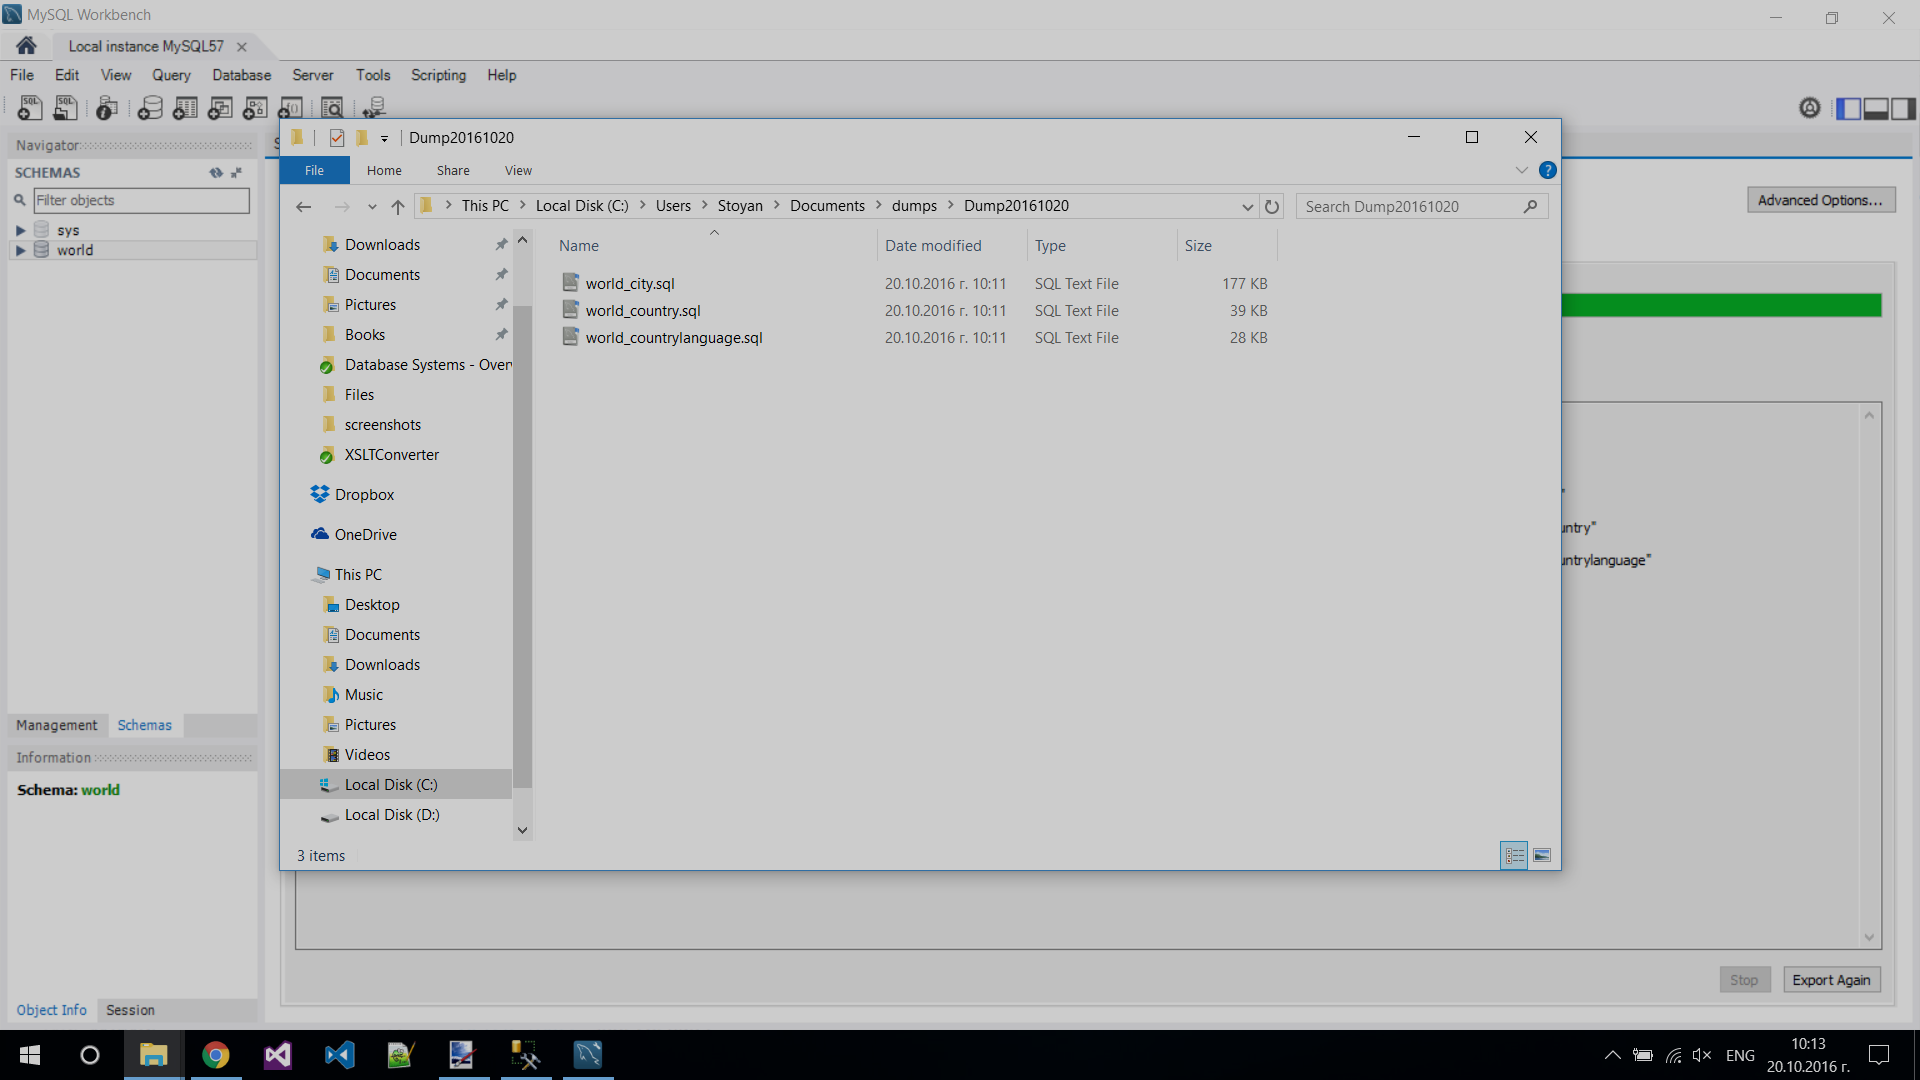 MySQL Workbench
Local instance MySQL57
File Edit View Query Database Server Tools Scripting Help
Navigator
SCHEMAS
Filter objects
sys
world
Management Schemas
Information
Schema: world
Object Info Session
Dump20161020
File Home Share View
This PC Local Disk (C:) Users Stoyan Documents dumps Dump20161020
Search Dump20161020
Downloads
Documents
Pictures
Books
Database Systems - Over
Files
screenshots
XSLTConverter
Dropbox
OneDrive
This PC
Desktop
Documents
Downloads
Music
Pictures
Videos
Local Disk (C:)
Local Disk (D:)
Name Date modified Type Size
world_city.sql 20.10.2016 г. 10:11 SQL Text File 177 KB
world_country.sql 20.10.2016 г. 10:11 SQL Text File 39 KB
world_countrylanguage.sql 20.10.2016 г. 10:11 SQL Text File 28 KB
3 items
Advanced Options...
untry"
untrylanguage"
Stop Export Again
ENG
10:13
20.10.2016 г.